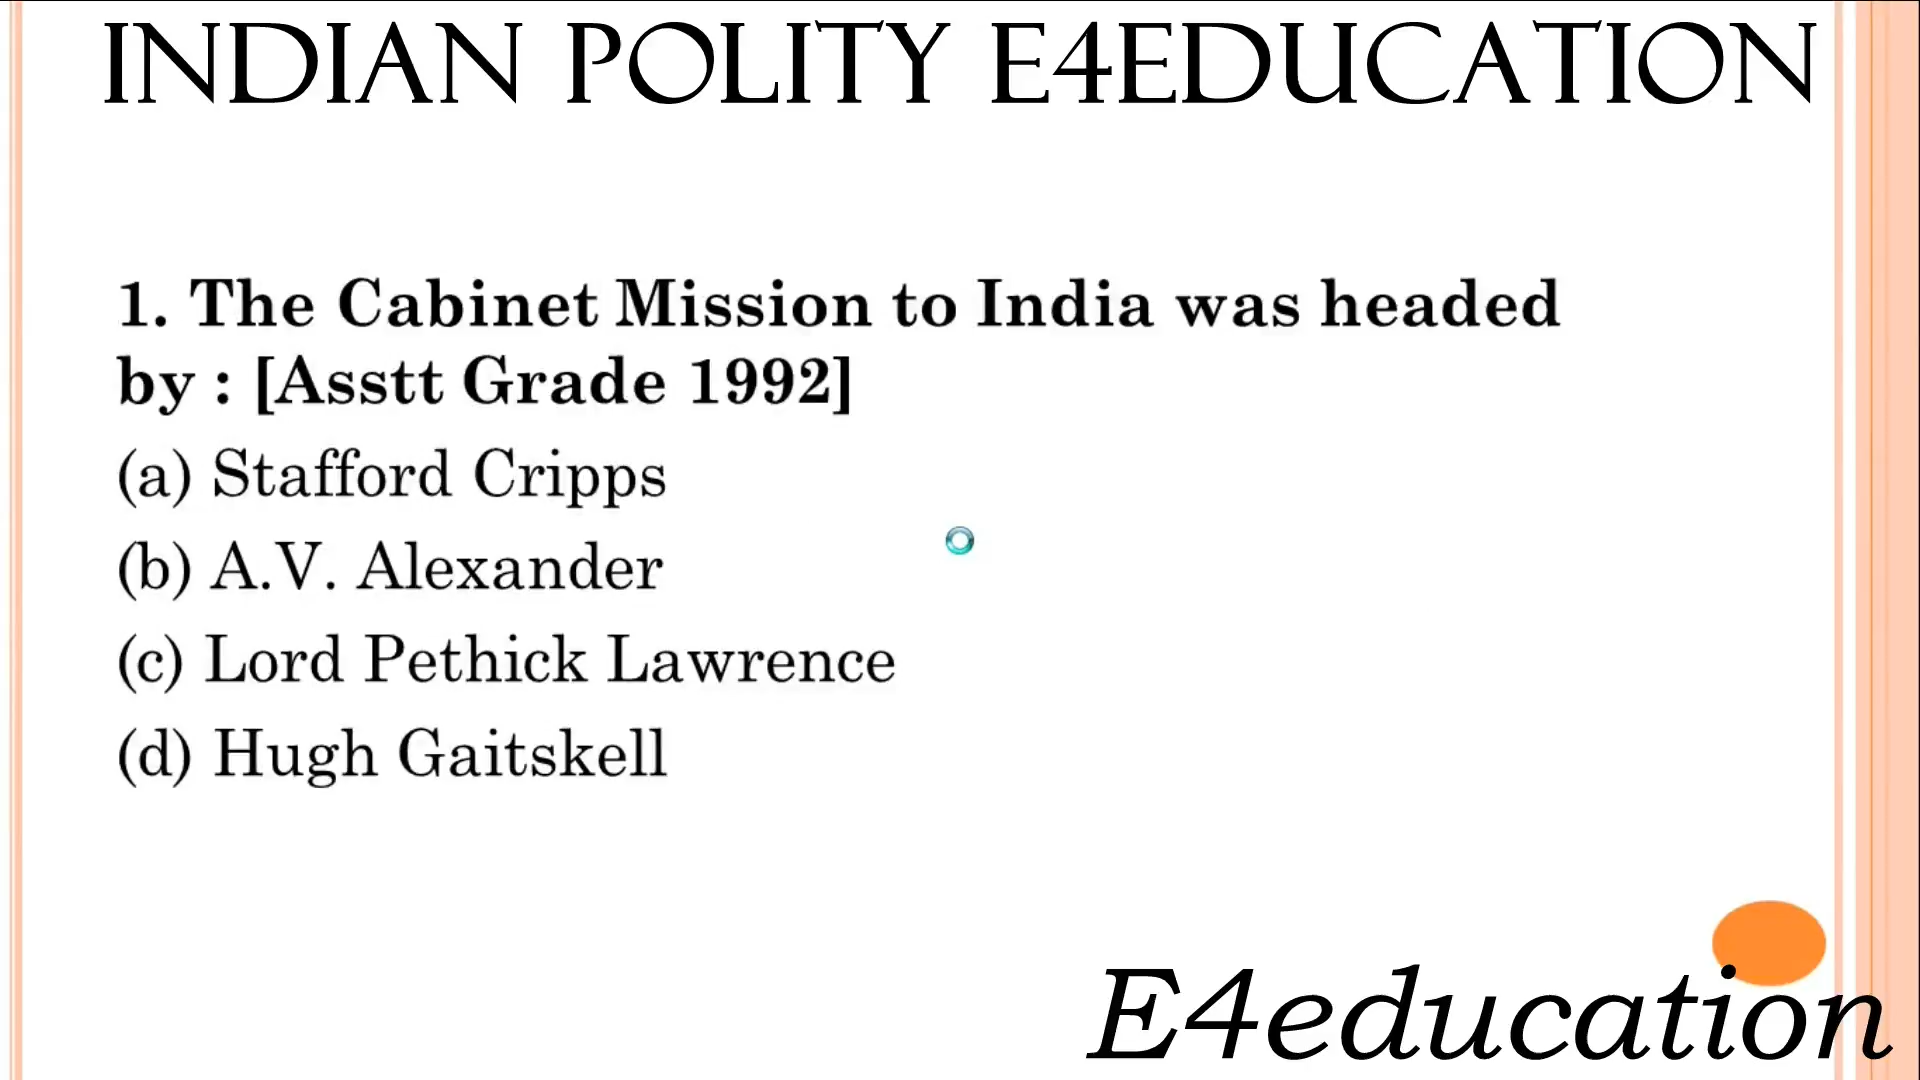 INDIAN POLITY E4EDUCATION
1. The Cabinet Mission to India was headed
by : [Asstt Grade 1992]
(a) Stafford Cripps
(b) A.V. Alexander
(c) Lord Pethick Lawrence
(d) Hugh Gaitskell
E4education